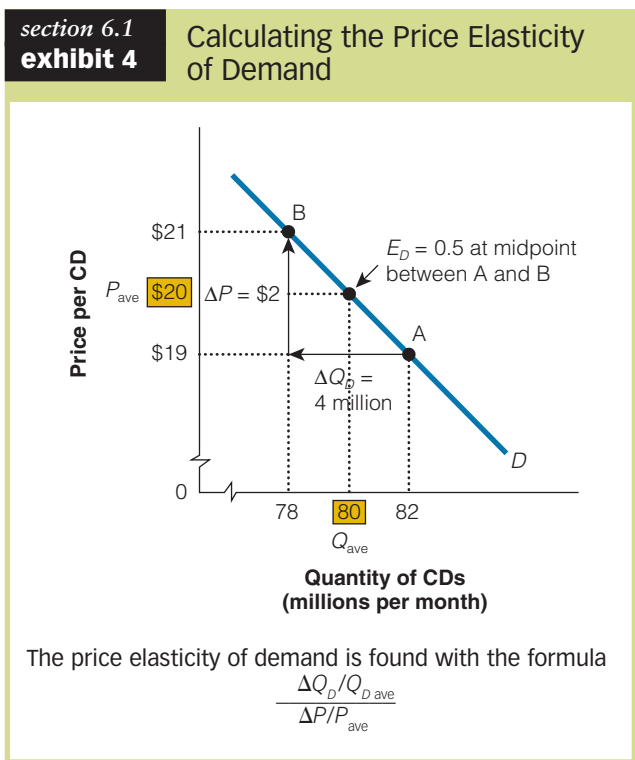 section 6.1
exhibit 4
Calculating the Price Elasticity
of Demand
Price per CD
$21
P_ave $20
$19
0
B
ΔP = $2
E_D = 0.5 at midpoint
between A and B
A
ΔQ_D =
4 million
D
78 80 82
Q_ave
Quantity of CDs
(millions per month)
The price elasticity of demand is found with the formula
ΔQ_D/Q_D ave
ΔP/P_ave